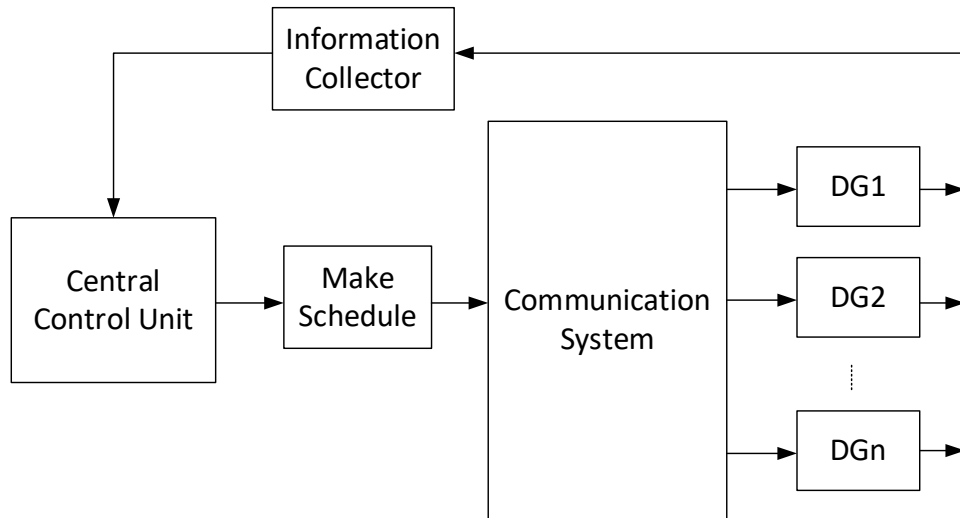 Information
Collector
Central
Control Unit
Make
Schedule
Communication
System
DG1
DG2
DGn